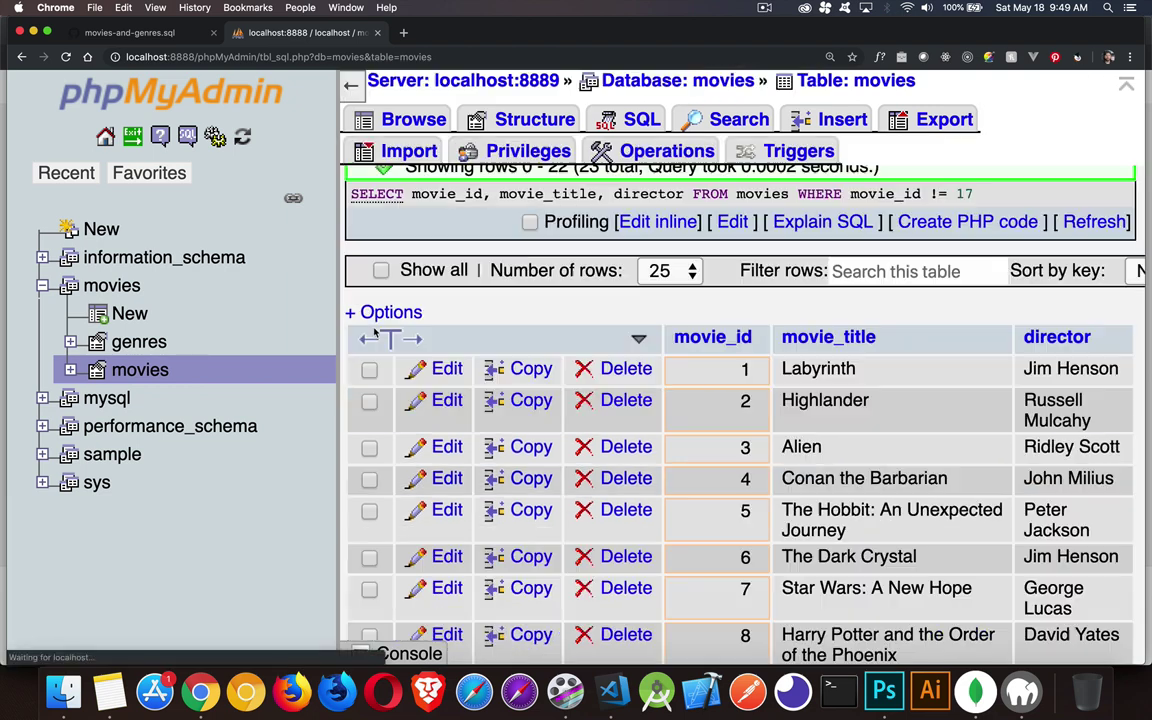 Chrome File Edit View History Bookmarks People Window Help 100% Sat May 18 9:49 AM
movies-and-genres.sql localhost:8888 / localhost / mo
localhost:8888/phpMyAdmin/tbl_sql.php?db=movies&table=movies
phpMyAdmin
Recent Favorites
New
information_schema
movies
New
genres
movies
mysql
performance_schema
sample
sys
Server: localhost:8889 » Database: movies » Table: movies
Browse Structure SQL Search Insert Export
Import Privileges Operations Triggers
Showing rows 0 - 22 (23 total, Query took 0.0002 seconds.)
SELECT movie_id, movie_title, director FROM movies WHERE movie_id != 17
Profiling [Edit inline] [ Edit ] [ Explain SQL ] [ Create PHP code ] [ Refresh]
Show all Number of rows: 25 Filter rows: Search this table Sort by key: N
+ Options
movie_id movie_title director
Edit Copy Delete 1 Labyrinth Jim Henson
Edit Copy Delete 2 Highlander Russell
Mulcahy
Edit Copy Delete 3 Alien Ridley Scott
Edit Copy Delete 4 Conan the Barbarian John Milius
Edit Copy Delete 5 The Hobbit: An Unexpected Peter
Journey Jackson
Edit Copy Delete 6 The Dark Crystal Jim Henson
Edit Copy Delete 7 Star Wars: A New Hope George
Lucas
Edit Copy Delete 8 Harry Potter and the Order David Yates
of the Phoenix
Console
Waiting for localhost...
Ps Ai